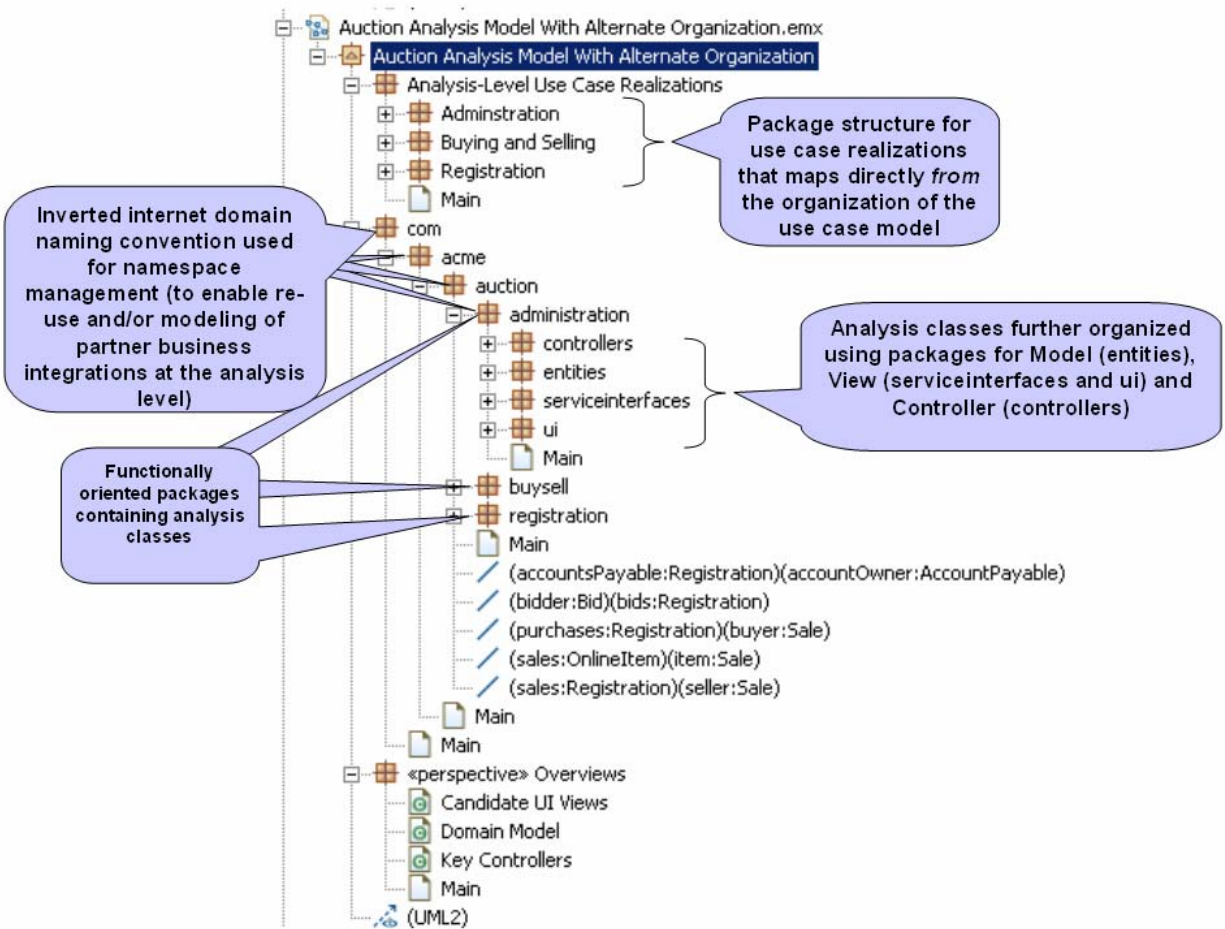 Auction Analysis Model With Alternate Organization.emx
Auction Analysis Model With Alternate Organization
Analysis-Level Use Case Realizations
Adminstration
Buying and Selling
Registration
Main
Package structure for
use case realizations
that maps directly from
the organization of the
use case model
Inverted internet domain
naming convention used
for namespace
management (to enable re-
use and/or modeling of
partner business
integrations at the analysis
level)
com
acme
auction
administration
controllers
entities
serviceinterfaces
ui
Main
Analysis classes further organized
using packages for Model (entities),
View (serviceinterfaces and ui) and
Controller (controllers)
Functionally
oriented packages
containing analysis
classes
buysell
registration
Main
(accountsPayable:Registration)(accountOwner:AccountPayable)
(bidder:Bid)(bids:Registration)
(purchases:Registration)(buyer:Sale)
(sales:OnlineItem)(item:Sale)
(sales:Registration)(seller:Sale)
Main
Main
«perspective» Overviews
Candidate UI Views
Domain Model
Key Controllers
Main
(UML2)